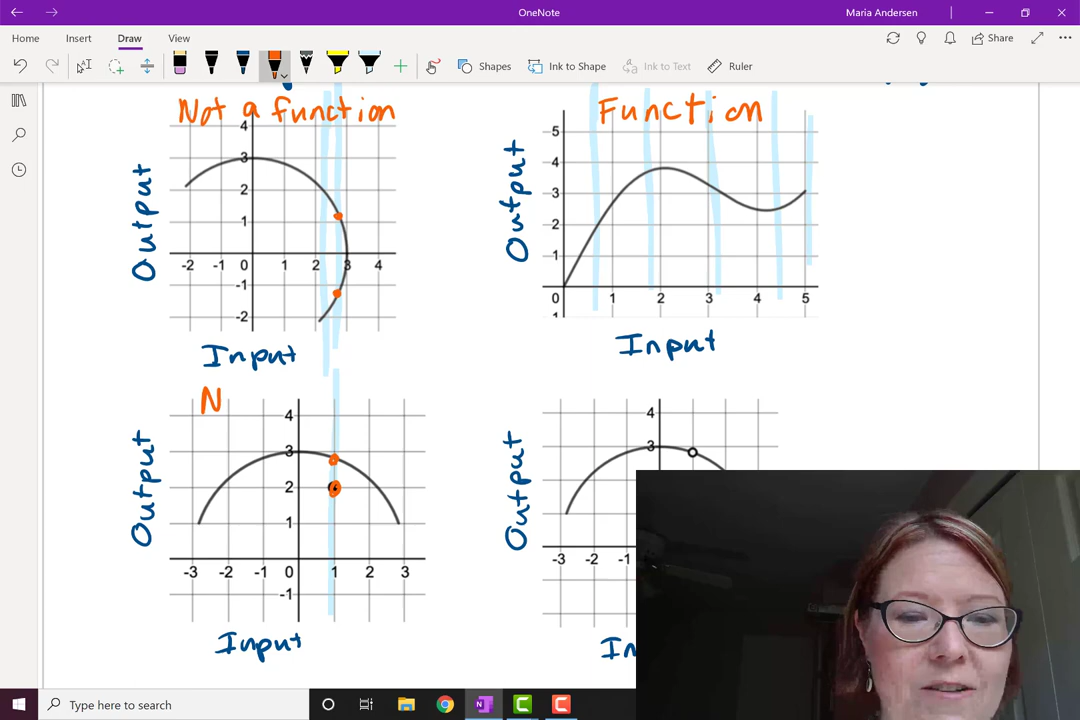 OneNote
Maria Andersen
Home Insert Draw View
Share
Shapes Ink to Shape Ink to Text Ruler
Not a function
4
3
2
1
-2 -1 0 1 2 3 4
-1
-2
Output
Input
Function
5
4
3
2
1
0 1 2 3 4 5
1
Output
Input
N
4
3
2
1
-3 -2 -1 0 1 2 3
-1
Output
Input
4
3
-3 -2 -1
Output
In
Type here to search